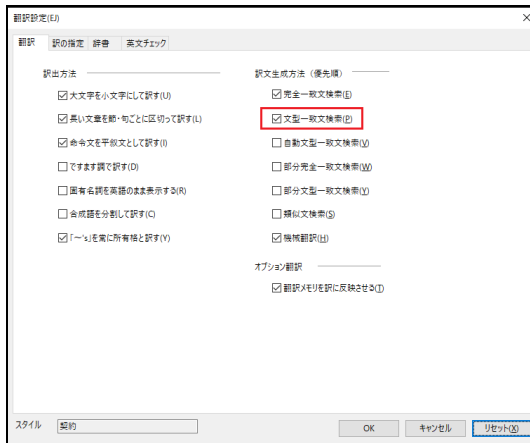 翻訳設定(EJ)
翻訳 訳の指定 辞書 英文チェック
訳出方法
大文字を小文字にして訳す(U)
長い文章を節・句ごとに区切って訳す(L)
命令文を平叙文として訳す(I)
ですます調で訳す(D)
固有名詞を英語のまま表示する(R)
合成語を分割して訳す(C)
「~'s」を常に所有格と訳す(Y)
訳文生成方法（優先順）
完全一致文検索(E)
文型一致文検索(P)
自動文型一致文検索(V)
部分完全一致文検索(W)
部分文型一致文検索(Y)
類似文検索(S)
機械翻訳(H)
オプション翻訳
翻訳メモリを訳に反映させる(T)
スタイル 契約
OK キャンセル リセット(X)